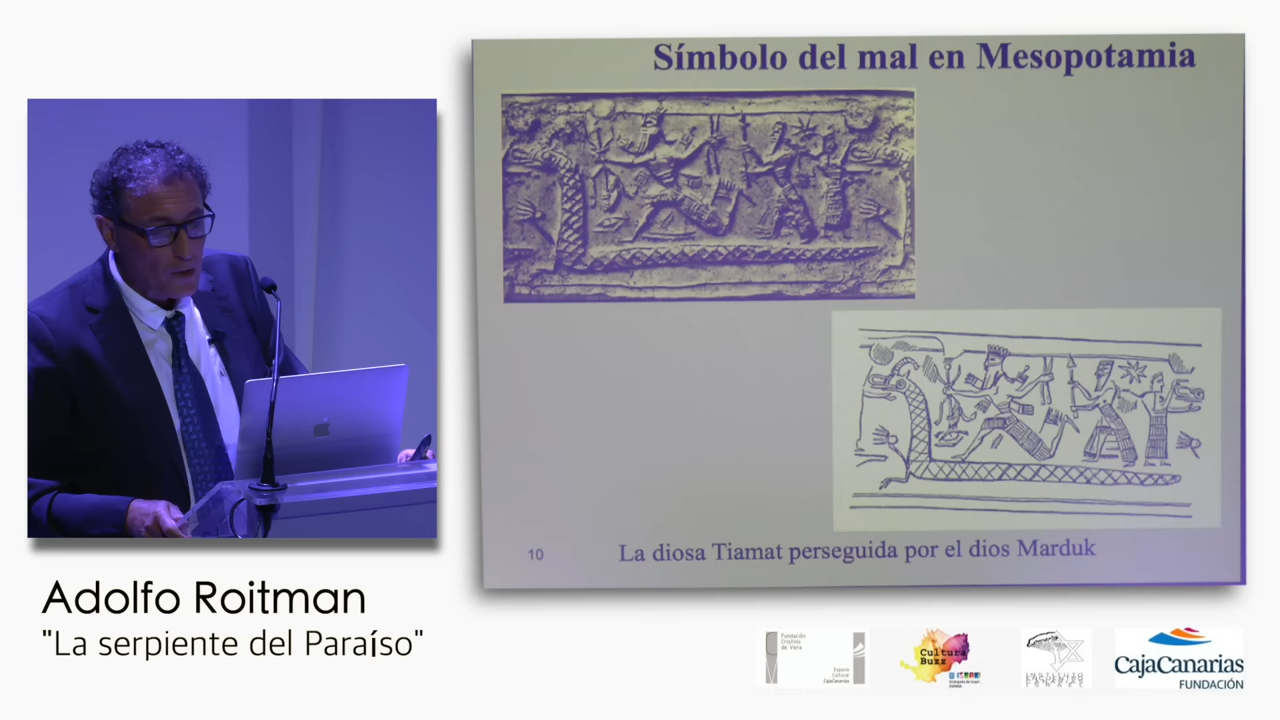 Símbolo del mal en Mesopotamia
10
La diosa Tiamat perseguida por el dios Marduk
Adolfo Roitman
"La serpiente del Paraíso"
Fundación
Cristino
de Vera
Espacio
Cultural
CajaCanarias
Cultura
Buzz
CajaCanarias
FUNDACIÓN